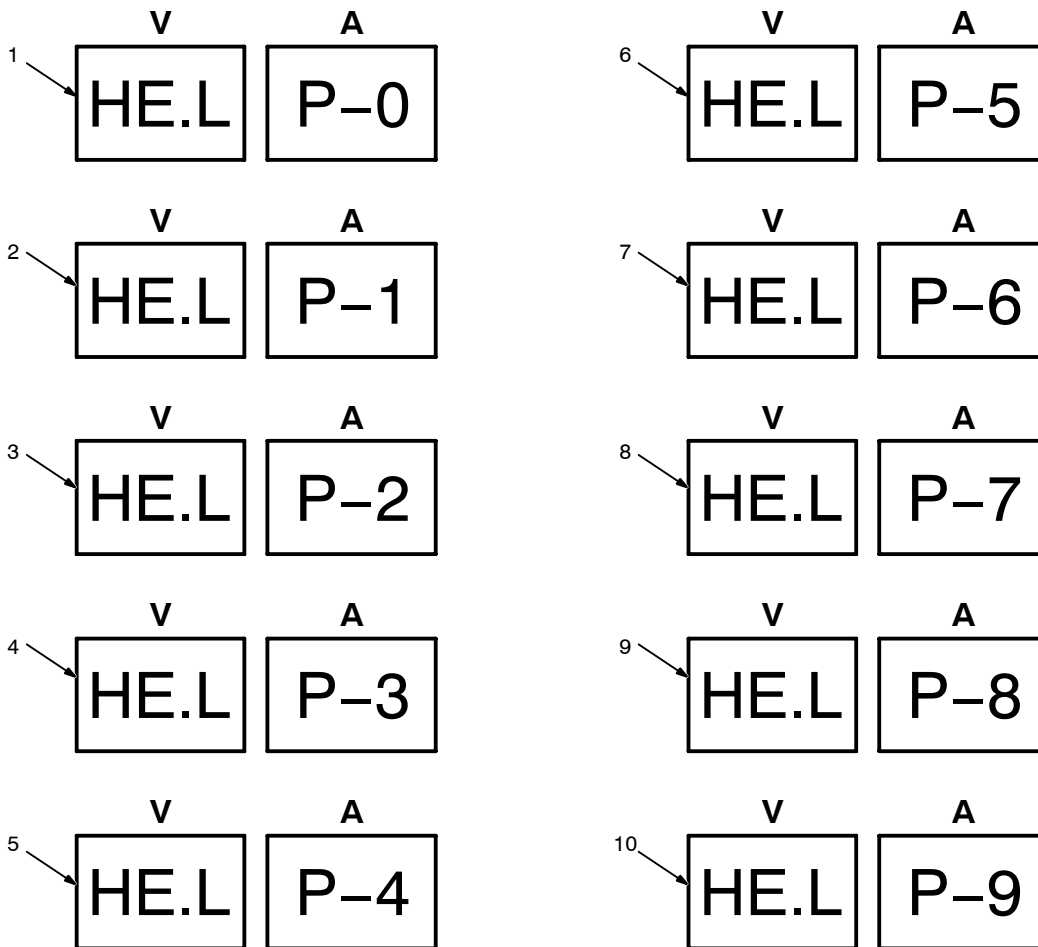 V A
1 HE.L P–0
V A
2 HE.L P–1
V A
3 HE.L P–2
V A
4 HE.L P–3
V A
5 HE.L P–4
V A
6 HE.L P–5
V A
7 HE.L P–6
V A
8 HE.L P–7
V A
9 HE.L P–8
V A
10 HE.L P–9